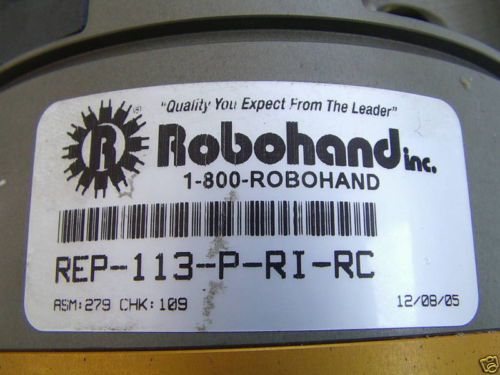 "Quality You Expect From The Leader"
R ® Robohand inc.
1-800-ROBOHAND
REP-113-P-RI-RC
ASM:279 CHK:109 12/08/05